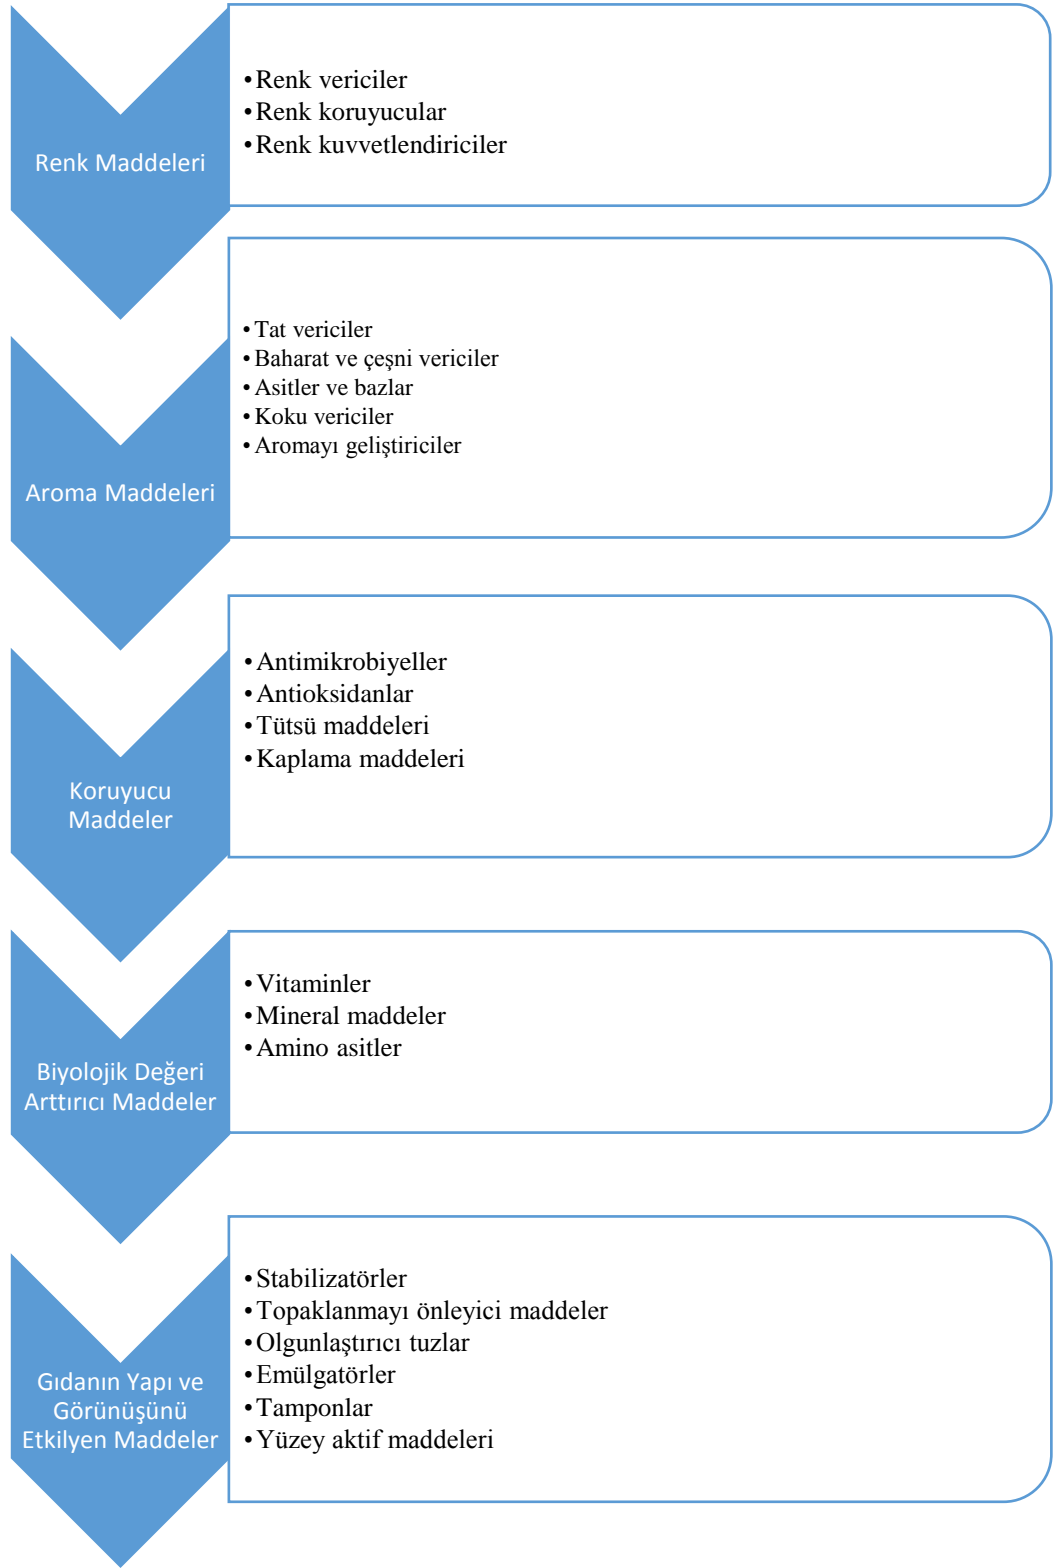 Renk Maddeleri
•Renk vericiler
•Renk koruyucular
•Renk kuvvetlendiriciler
Aroma Maddeleri
•Tat vericiler
•Baharat ve çeşni vericiler
•Asitler ve bazlar
•Koku vericiler
•Aromayı geliştiriciler
Koruyucu
Maddeler
•Antimikrobiyeller
•Antioksidanlar
•Tütsü maddeleri
•Kaplama maddeleri
Biyolojik Değeri
Arttırıcı Maddeler
•Vitaminler
•Mineral maddeler
•Amino asitler
Gıdanın Yapı ve
Görünüşünü
Etkilyen Maddeler
•Stabilizatörler
•Topaklanmayı önleyici maddeler
•Olgunlaştırıcı tuzlar
•Emülgatörler
•Tamponlar
•Yüzey aktif maddeleri